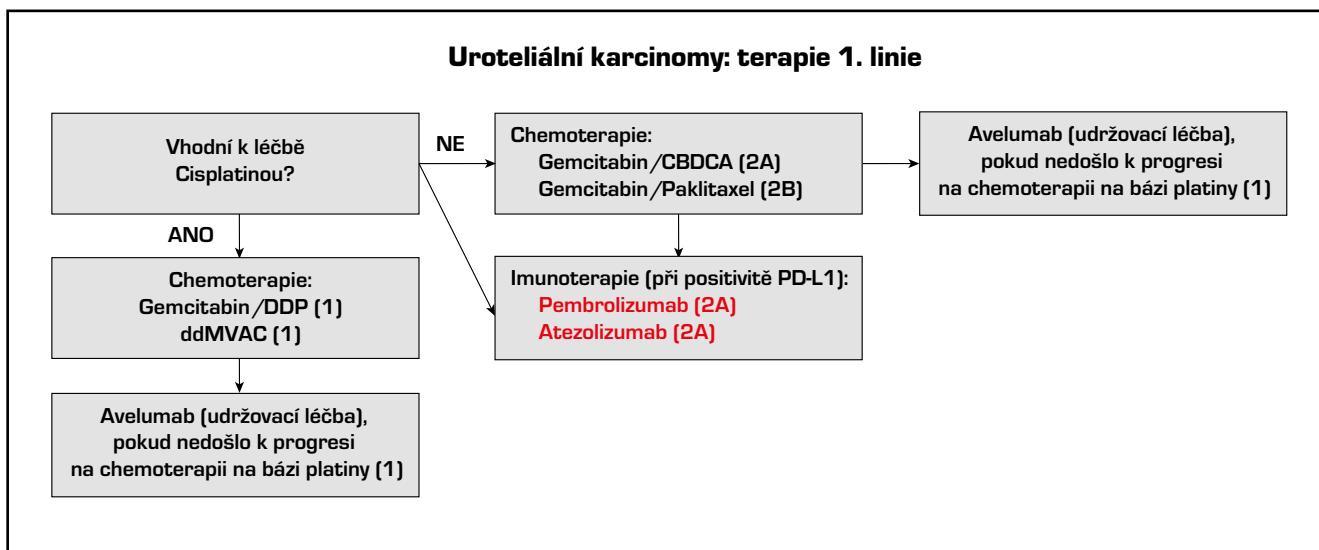 Uroteliální karcinomy: terapie 1. linie
Vhodní k léčbě
Cisplatinou?
NE
Chemoterapie:
Gemcitabin/CBDCA (2A)
Gemcitabin/Paklitaxel (2B)
Avelumab (udržovací léčba),
pokud nedošlo k progresi
na chemoterapii na bázi platiny (1)
ANO
Chemoterapie:
Gemcitabin/DDP (1)
ddMVAC (1)
Imunoterapie (při positivitě PD-L1):
Pembrolizumab (2A)
Atezolizumab (2A)
Avelumab (udržovací léčba),
pokud nedošlo k progresi
na chemoterapii na bázi platiny (1)